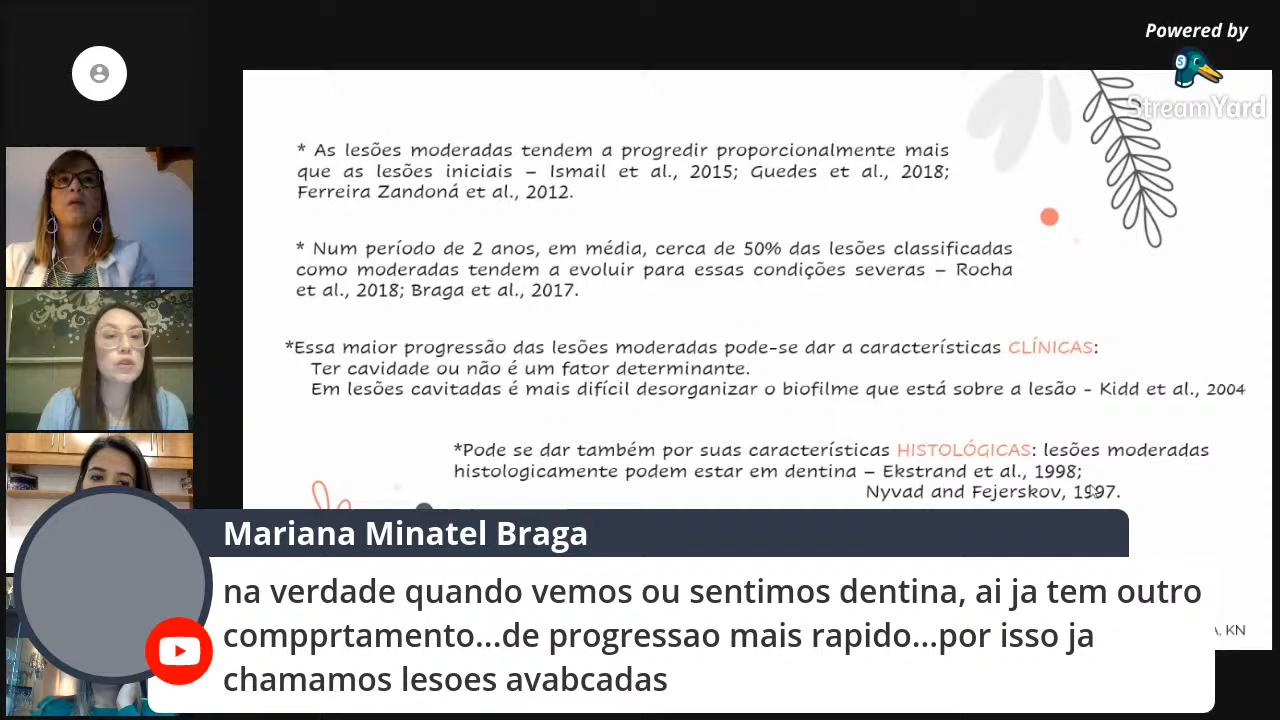 Powered by
StreamYard
* As lesões moderadas tendem a progredir proporcionalmente mais
que as lesões iniciais – Ismail et al., 2015; Guedes et al., 2018;
Ferreira Zandoná et al., 2012.
* Num período de 2 anos, em média, cerca de 50% das lesões classificadas
como moderadas tendem a evoluir para essas condições severas – Rocha
et al., 2018; Braga et al., 2017.
*Essa maior progressão das lesões moderadas pode-se dar a características CLÍNICAS:
Ter cavidade ou não é um fator determinante.
Em lesões cavitadas é mais difícil desorganizar o biofilme que está sobre a lesão - Kidd et al., 2004
*Pode se dar também por suas características HISTOLÓGICAS: lesões moderadas
histologicamente podem estar em dentina – Ekstrand et al., 1998;
Nyvad and Fejerskov, 1997.
Mariana Minatel Braga
na verdade quando vemos ou sentimos dentina, ai ja tem outro
compprtamento...de progressao mais rapido...por isso ja
chamamos lesoes avabcadas
KN